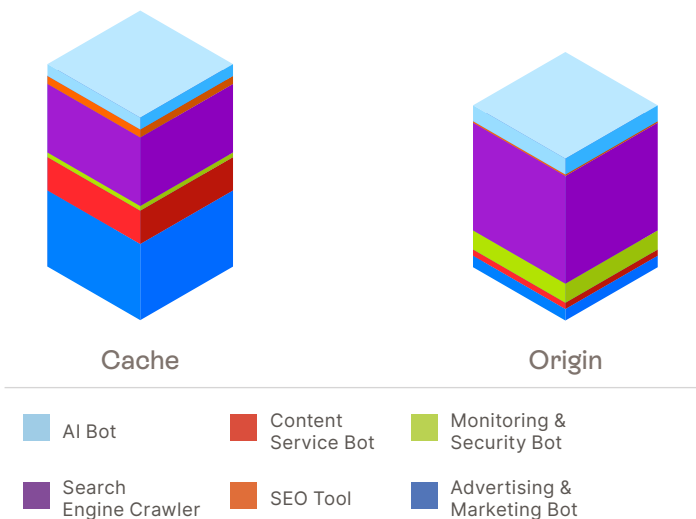 Cache
Origin
AI Bot
Content
Service Bot
Monitoring &
Security Bot
Search
Engine Crawler
SEO Tool
Advertising &
Marketing Bot